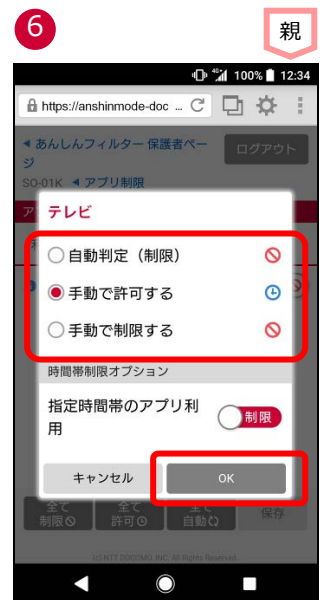 6
親
100% 12:34
https://anshinmode-doc ...
◀ あんしんフィルター 保護者ページ
ログアウト
SO-01K ◀ アプリ制限
テレビ
自動判定（制限）
手動で許可する
手動で制限する
時間帯制限オプション
指定時間帯のアプリ利
用
制限
キャンセル
OK
全て
制限
全て
許可
全て
自動
保存
(c) NTT DOCOMO, INC. All Rights Reserved.